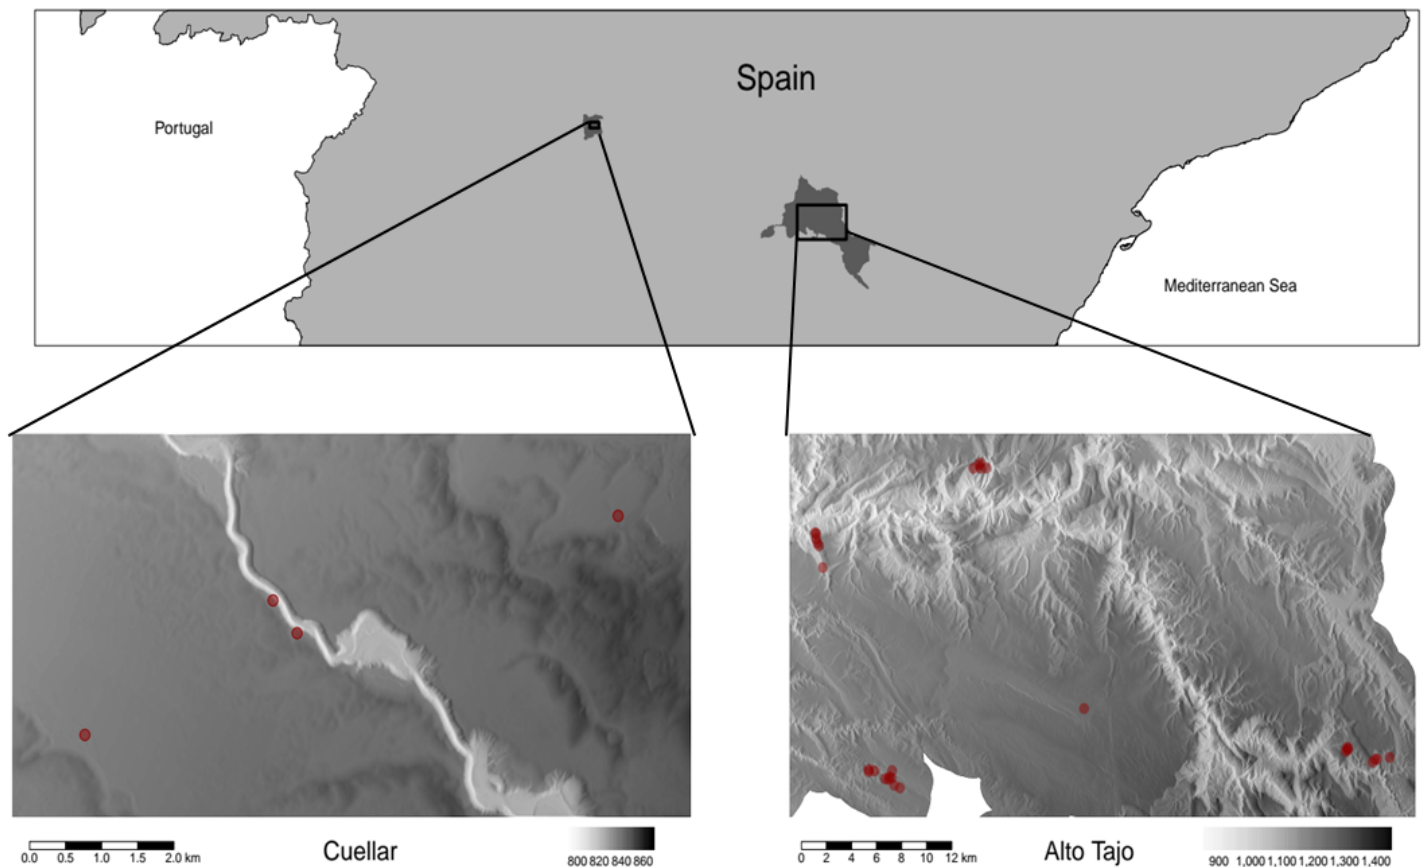 Spain
Portugal
Mediterranean Sea
0.0 0.5 1.0 1.5 2.0 km
Cuellar
800 820 840 860
0 2 4 6 8 10 12 km
Alto Tajo
900 1,000 1,100 1,200 1,300 1,400